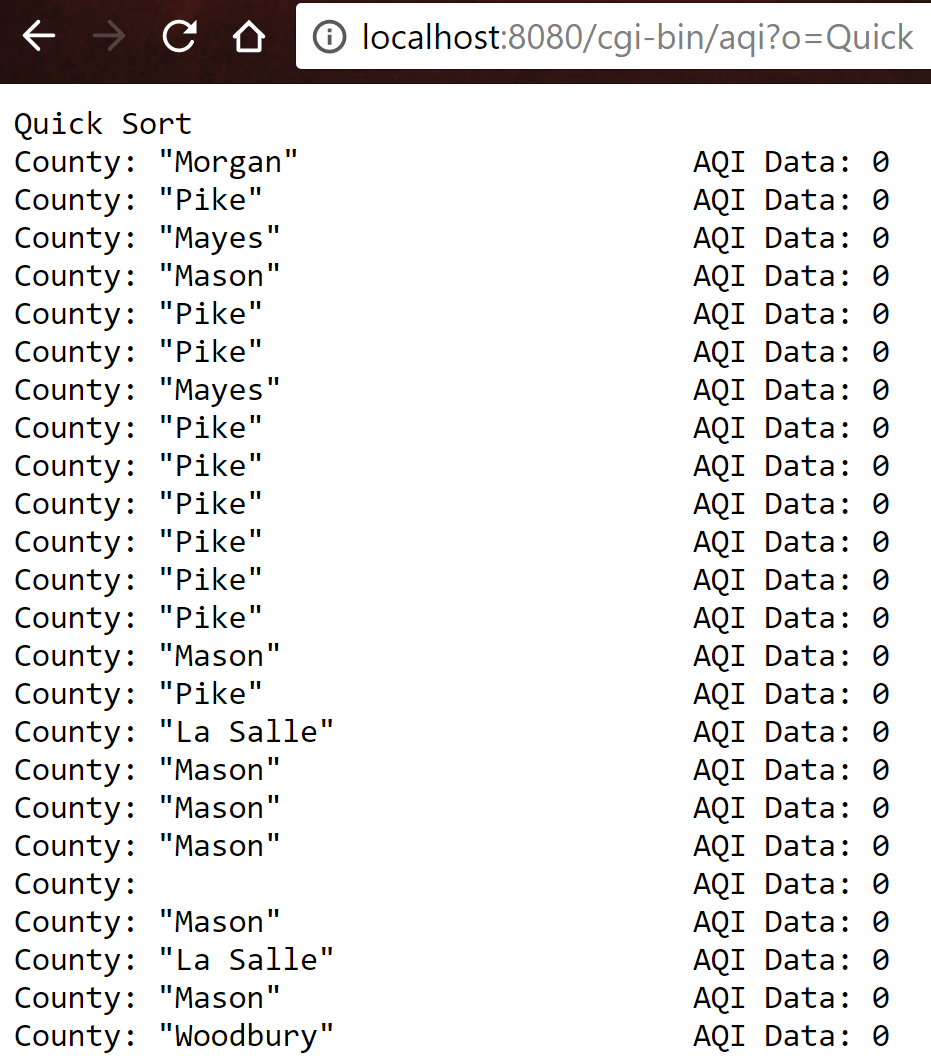 localhost:8080/cgi-bin/aqi?o=Quick
Quick Sort
County: "Morgan" AQI Data: 0
County: "Pike" AQI Data: 0
County: "Mayes" AQI Data: 0
County: "Mason" AQI Data: 0
County: "Pike" AQI Data: 0
County: "Pike" AQI Data: 0
County: "Mayes" AQI Data: 0
County: "Pike" AQI Data: 0
County: "Pike" AQI Data: 0
County: "Pike" AQI Data: 0
County: "Pike" AQI Data: 0
County: "Pike" AQI Data: 0
County: "Pike" AQI Data: 0
County: "Mason" AQI Data: 0
County: "Pike" AQI Data: 0
County: "La Salle" AQI Data: 0
County: "Mason" AQI Data: 0
County: "Mason" AQI Data: 0
County: "Mason" AQI Data: 0
County: AQI Data: 0
County: "Mason" AQI Data: 0
County: "La Salle" AQI Data: 0
County: "Mason" AQI Data: 0
County: "Woodbury" AQI Data: 0